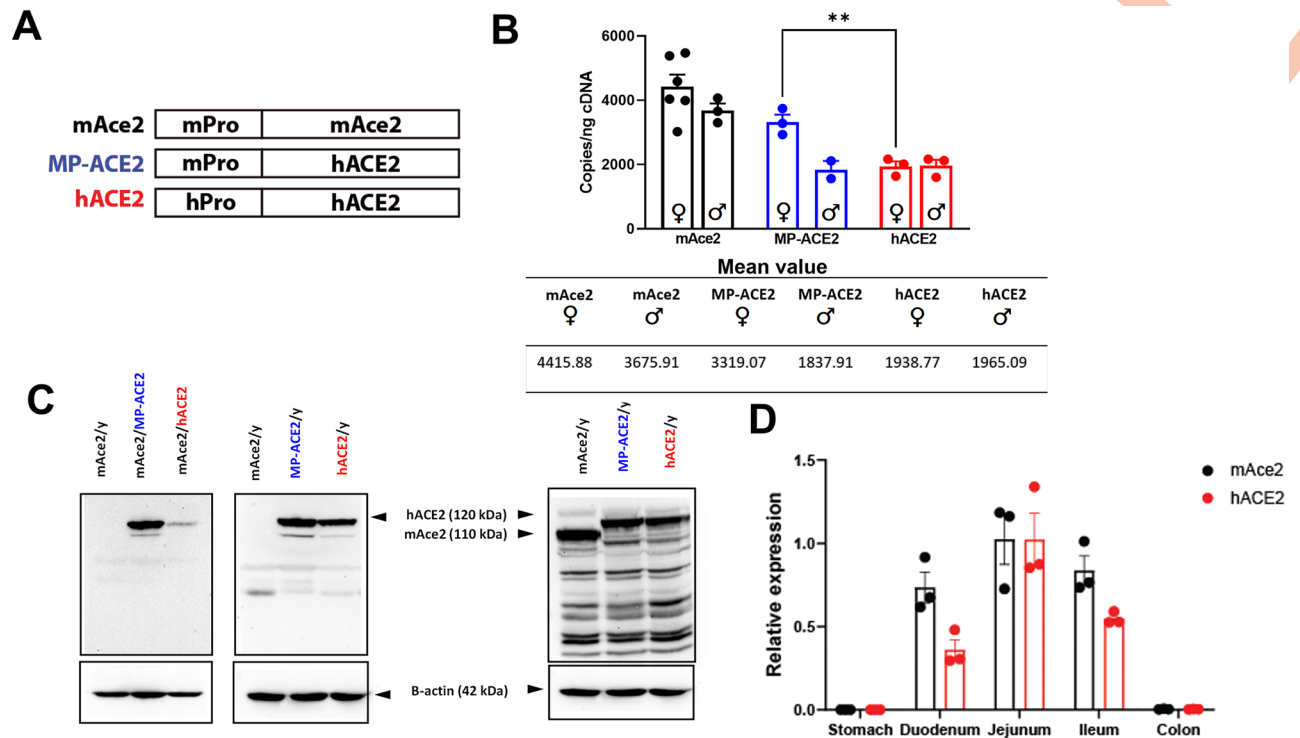 A
mAce2 mPro mAce2
MP-ACE2 mPro hACE2
hACE2 hPro hACE2
B
**
Copies/ng cDNA
6000
4000
2000
0
♀ ♂ ♀ ♂ ♀ ♂
mAce2 MP-ACE2 hACE2
Mean value
mAce2 mAce2 MP-ACE2 MP-ACE2 hACE2 hACE2
♀ ♂ ♀ ♂ ♀ ♂
4415.88 3675.91 3319.07 1837.91 1938.77 1965.09
C
mAce2/y
mAce2/MP-ACE2
mAce2/hACE2
mAce2/y
MP-ACE2/y
hACE2/y
mAce2/y
MP-ACE2/y
hACE2/y
hACE2 (120 kDa)
mAce2 (110 kDa)
B-actin (42 kDa)
D
Relative expression
1.5
1.0
0.5
0.0
Stomach Duodenum Jejunum Ileum Colon
mAce2
hACE2